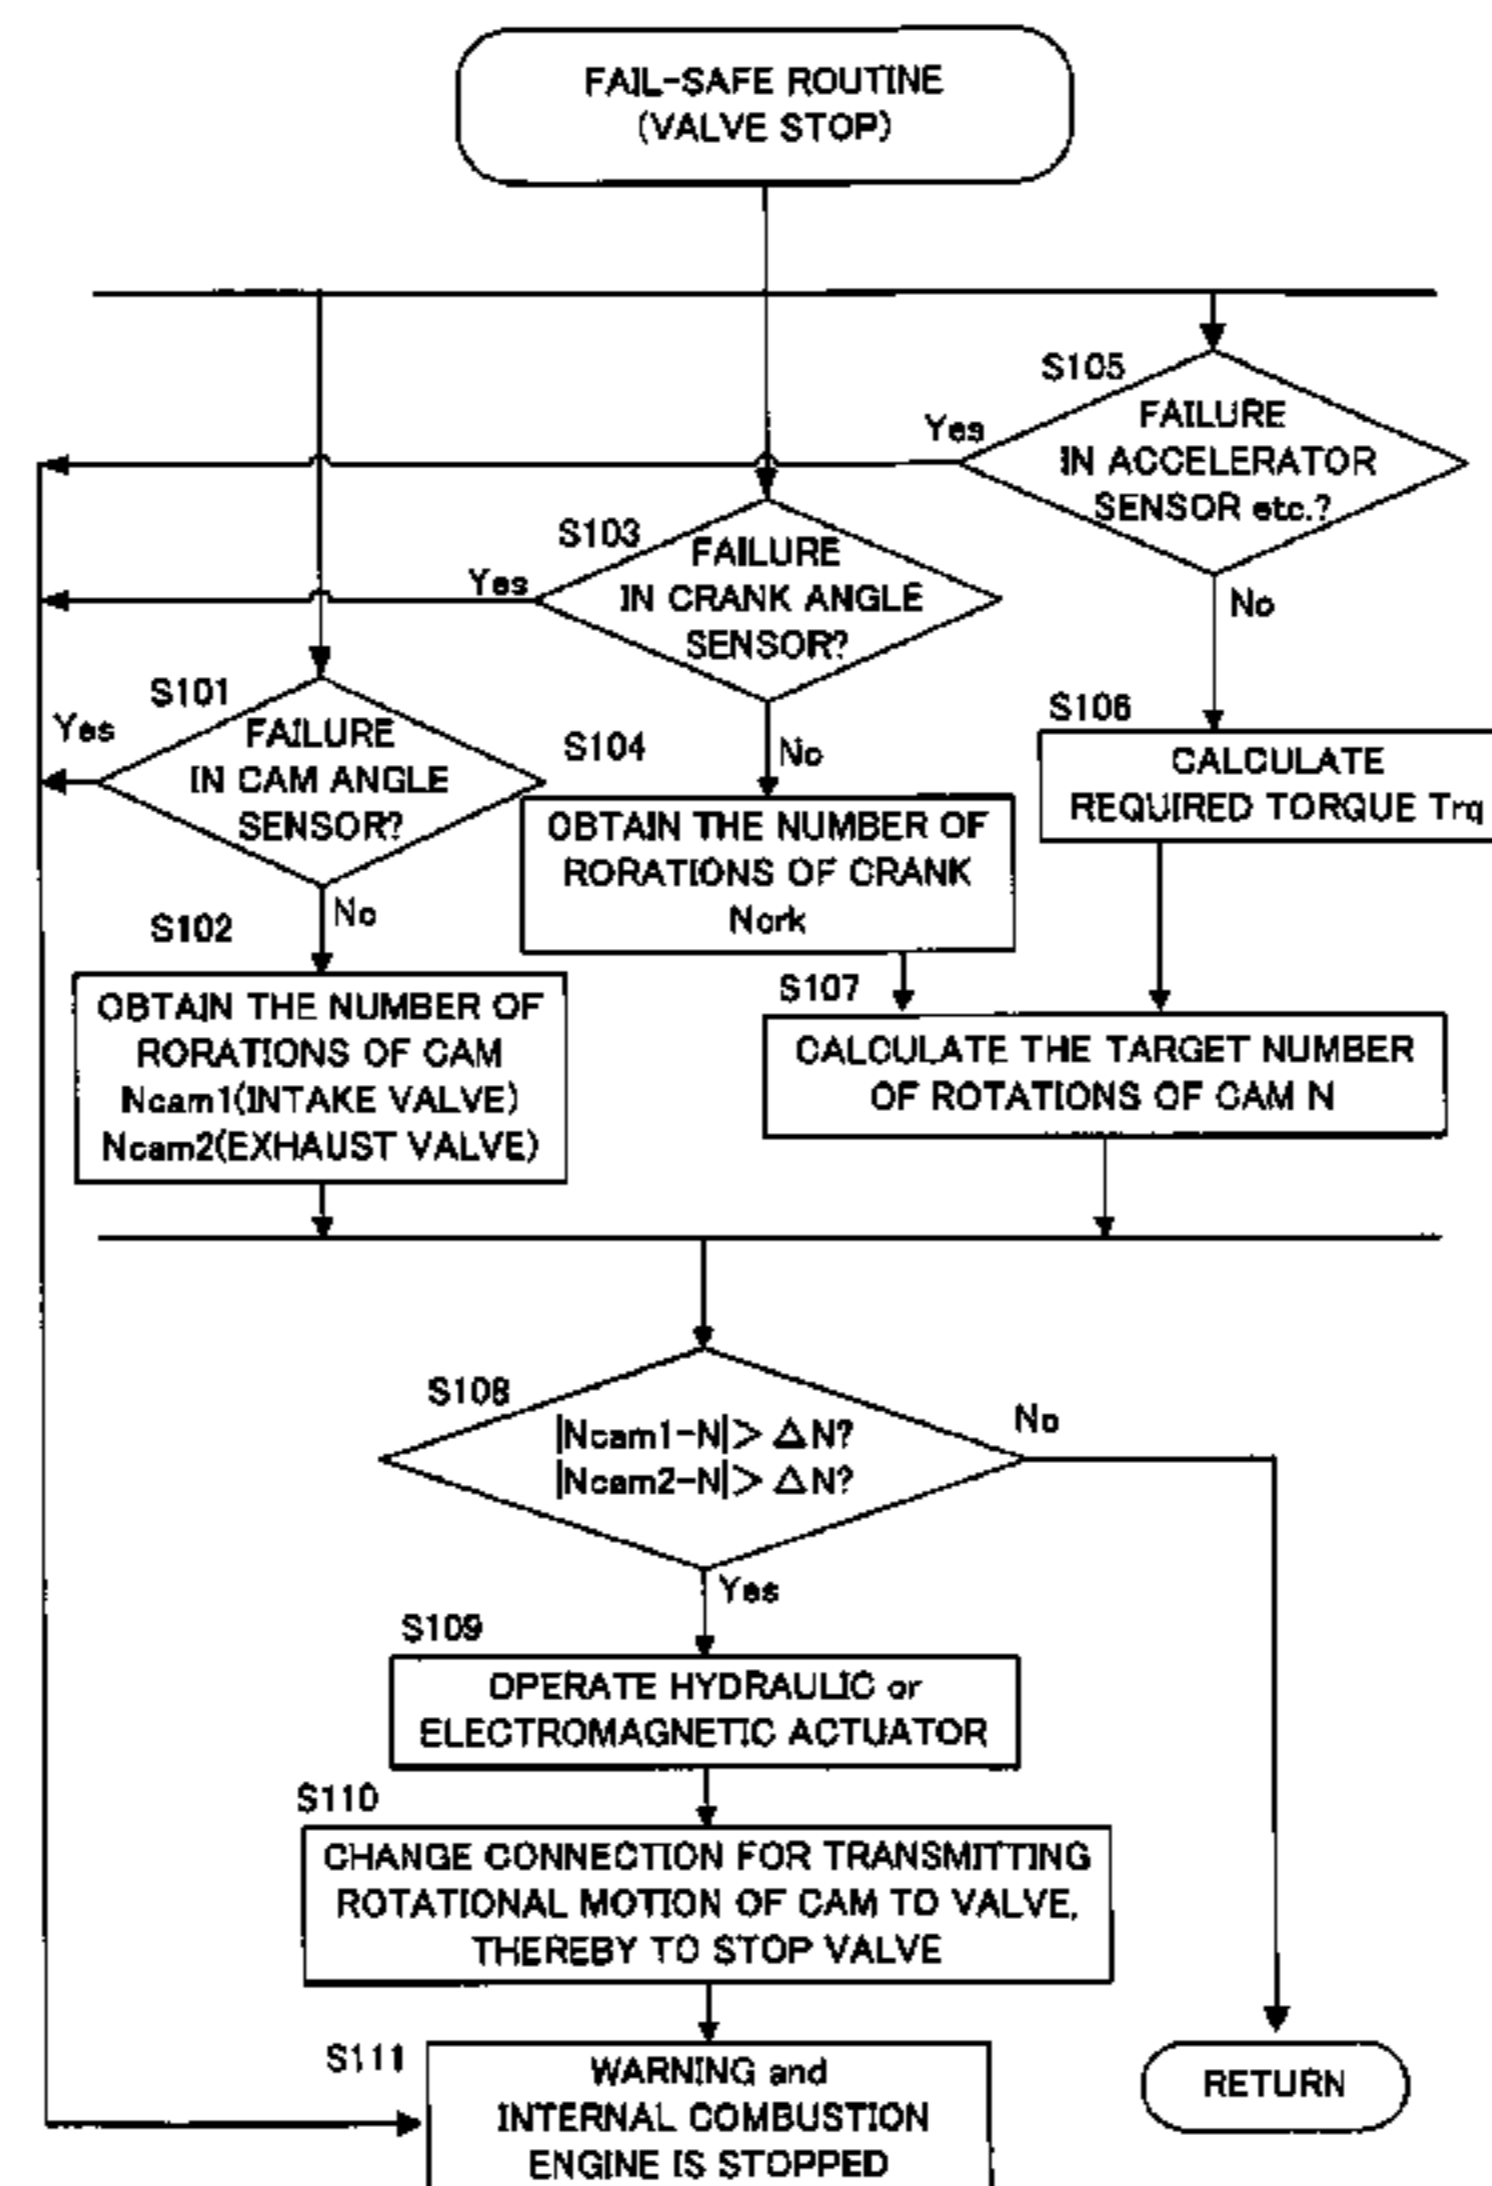 FAIL-SAFE ROUTINE
(VALVE STOP)
S105
FAILURE
IN ACCELERATOR
SENSOR etc.?
Yes
No
S103
FAILURE
IN CRANK ANGLE
SENSOR?
Yes
No
S101
FAILURE
IN CAM ANGLE
SENSOR?
Yes
No
S106
CALCULATE
REQUIRED TORQUE Trq
S104
OBTAIN THE NUMBER OF
RORATIONS OF CRANK
Ncrk
S102
OBTAIN THE NUMBER OF
RORATIONS OF CAM
Ncam1(INTAKE VALVE)
Ncam2(EXHAUST VALVE)
S107
CALCULATE THE TARGET NUMBER
OF ROTATIONS OF CAM N
S108
|Ncam1-N|> △N?
|Ncam2-N|> △N?
No
Yes
S109
OPERATE HYDRAULIC or
ELECTROMAGNETIC ACTUATOR
S110
CHANGE CONNECTION FOR TRANSMITTING
ROTATIONAL MOTION OF CAM TO VALVE,
THEREBY TO STOP VALVE
S111
WARNING and
INTERNAL COMBUSTION
ENGINE IS STOPPED
RETURN